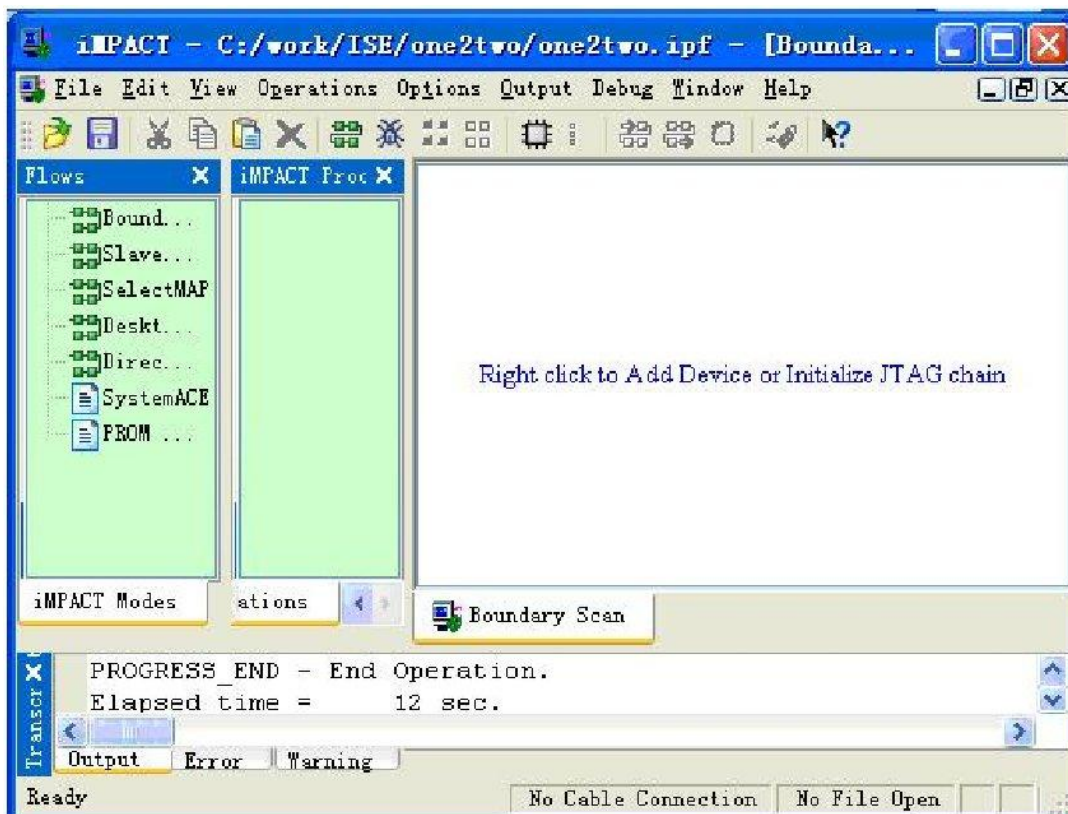 iMPACT - C:/work/ISE/one2two/one2two.ipf - [Bounda...
File Edit View Operations Options Output Debug Window Help
Flows
iMPACT Proc
Bound...
Slave...
SelectMAP
Deskt...
Direc...
SystemACE
PROM ...
Right click to Add Device or Initialize JTAG chain
iMPACT Modes
ations
Boundary Scan
Transcr
PROGRESS_END - End Operation.
Elapsed time = 12 sec.
Output Error Warning
Ready
No Cable Connection
No File Open